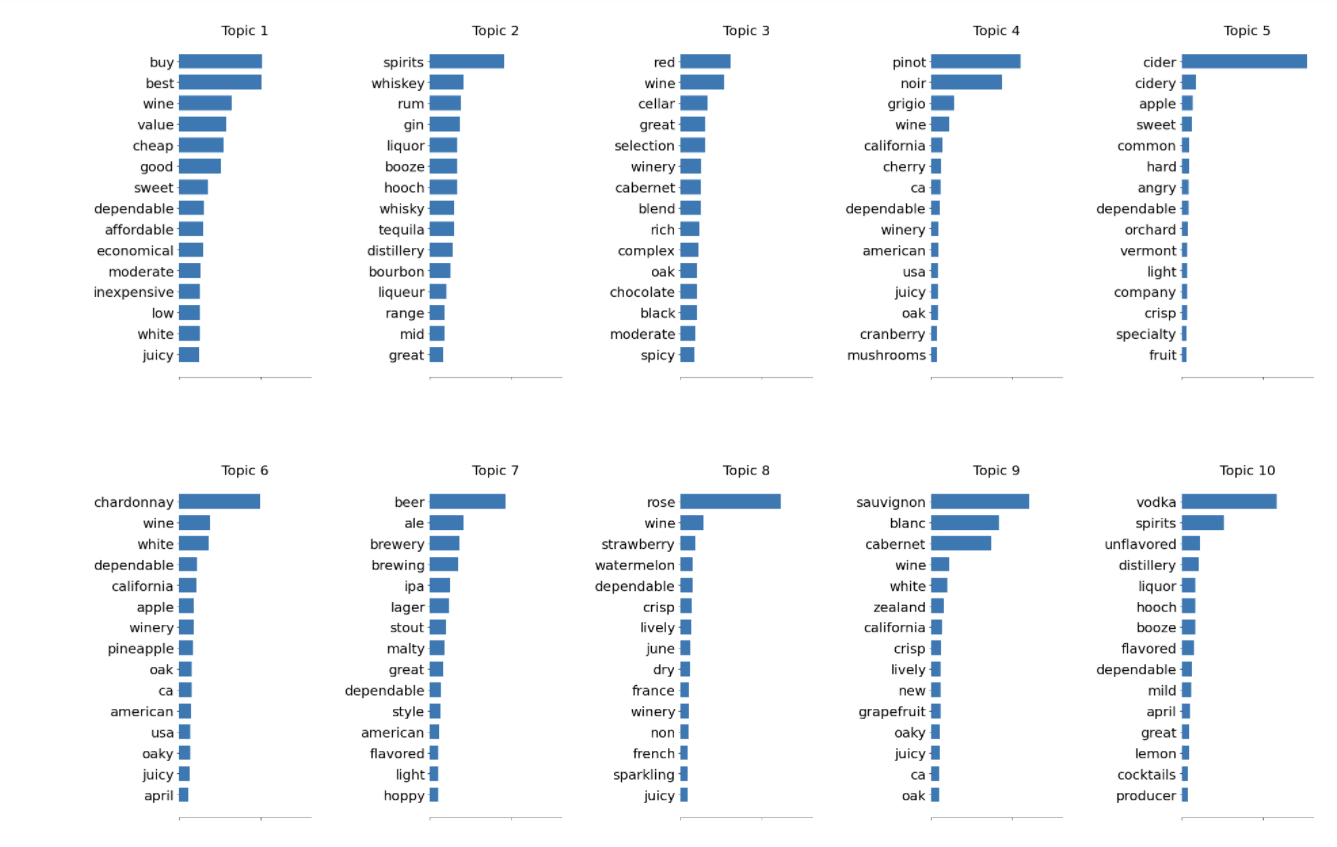 Topic 1
buy
best
wine
value
cheap
good
sweet
dependable
affordable
economical
moderate
inexpensive
low
white
juicy
Topic 2
spirits
whiskey
rum
gin
liquor
booze
hooch
whisky
tequila
distillery
bourbon
liqueur
range
mid
great
Topic 3
red
wine
cellar
great
selection
winery
cabernet
blend
rich
complex
oak
chocolate
black
moderate
spicy
Topic 4
pinot
noir
grigio
wine
california
cherry
ca
dependable
winery
american
usa
juicy
oak
cranberry
mushrooms
Topic 5
cider
cidery
apple
sweet
common
hard
angry
dependable
orchard
vermont
light
company
crisp
specialty
fruit
Topic 6
chardonnay
wine
white
dependable
california
apple
winery
pineapple
oak
ca
american
usa
oaky
juicy
april
Topic 7
beer
ale
brewery
brewing
ipa
lager
stout
malty
great
dependable
style
american
flavored
light
hoppy
Topic 8
rose
wine
strawberry
watermelon
dependable
crisp
lively
june
dry
france
winery
non
french
sparkling
juicy
Topic 9
sauvignon
blanc
cabernet
wine
white
zealand
california
crisp
lively
new
grapefruit
oaky
juicy
ca
oak
Topic 10
vodka
spirits
unflavored
distillery
liquor
hooch
booze
flavored
dependable
mild
april
great
lemon
cocktails
producer